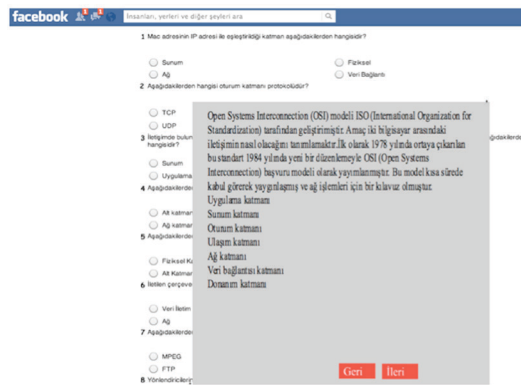 facebook
İnsanları, yerleri ve diğer şeyleri ara
1 Mac adresinin IP adresi ile eşleştirildiği katman aşağıdakilerden hangisidir?
Sunum
Fiziksel
Ağ
Veri Bağlantı
2 Aşağıdakilerden hangisi oturum katmanı protokolüdür?
TCP
UDP
3 İletişimde bulun
hangisidir?
Sunum
Uygulama
4 Aşağıdakilerden
Alt katman
Ağ katman
5 Aşağıdakilerden
Fiziksel Ka
Alt Katman
6 İletilen çerçeve
Veri İletim
Ağ
7 Aşağıdakilerden
MPEG
FTP
8 Yönlendiricilerin
Open Systems Interconnection (OSI) modeli ISO (International Organization for
Standardization) tarafından geliştirimiştir. Amaç iki bilgisayar arasındaki
iletişimin nasıl olacağını tanımlamaktır.İlk olarak 1978 yılında ortaya çıkarılan
bu standart 1984 yılında yeni bir düzenlemeyle OSI (Open Systems
Interconnection) başvuru modeli olarak yayımlanmıştır. Bu model kısa sürede
kabul görerek yaygınlaşmış ve ağ işlemleri için bir kılavuz olmuştur.
Uygulama katmanı
Sunum katmanı
Oturum katmanı
Ulaşım katmanı
Ağ katmanı
Veri bağlantısı katmanı
Donanım katmanı
Geri
İleri